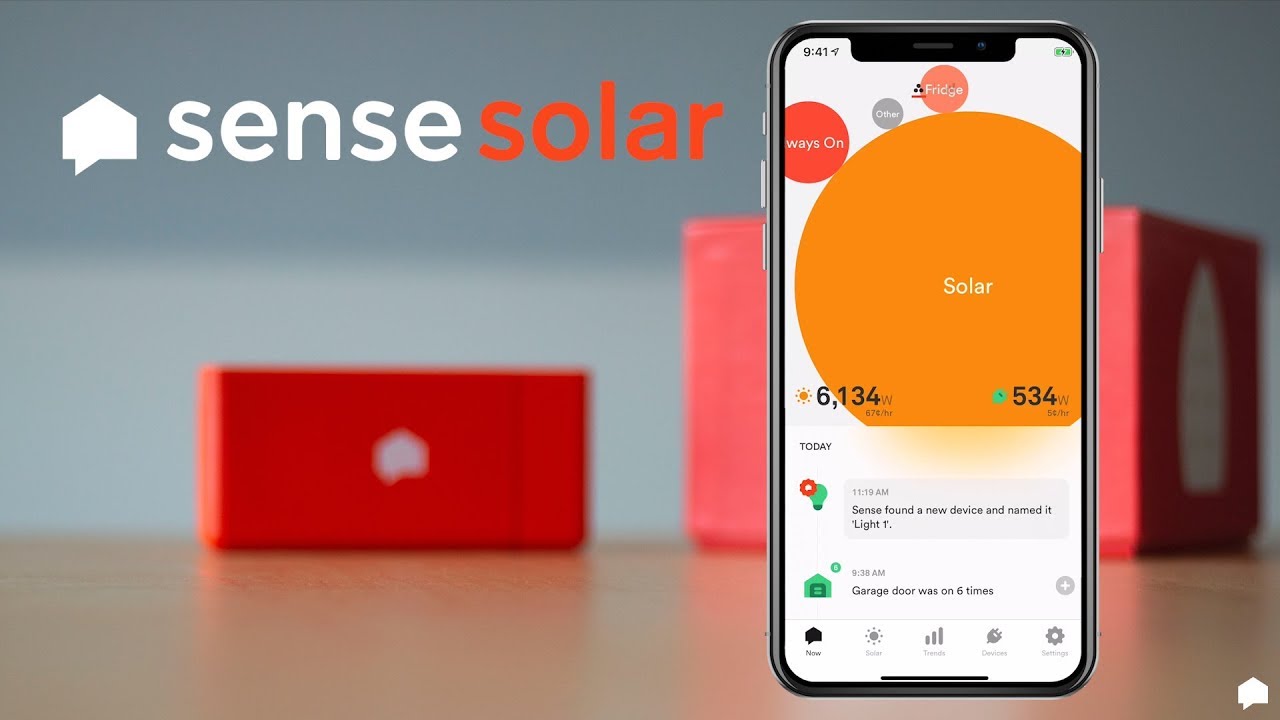 sense solar
9:41
Fridge
Other
ways On
Solar
6,134W
67¢/hr
534W
5¢/hr
TODAY
11:19 AM
Sense found a new device and named it
'Light 1'.
6
9:38 AM
Garage door was on 6 times
Now
Solar
Trends
Devices
Settings